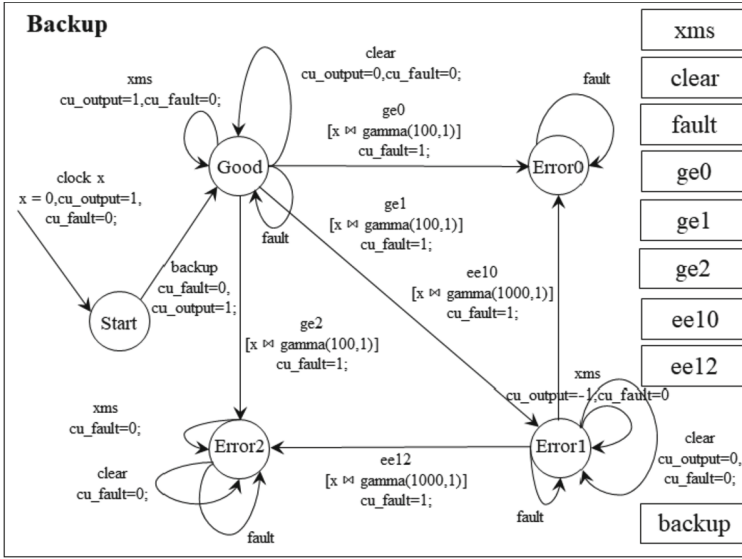 Backup
xms
clear
cu_output=0,cu_fault=0;
xms
cu_output=1,cu_fault=0;
fault
clear
ge0
[x ⋈ gamma(100,1)]
cu_fault=1;
fault
Good
Error0
ge0
clock x
x = 0,cu_output=1,
cu_fault=0;
ge1
[x ⋈ gamma(100,1)]
cu_fault=1;
ge1
fault
backup
cu_fault=0,
cu_output=1;
ee10
[x ⋈ gamma(1000,1)]
cu_fault=1;
ge2
Start
ge2
[x ⋈ gamma(100,1)]
cu_fault=1;
ee10
ee12
xms
cu_output=-1,cu_fault=0
xms
cu_fault=0;
Error2
Error1
clear
cu_output=0,
cu_fault=0;
ee12
[x ⋈ gamma(1000,1)]
cu_fault=1;
clear
cu_fault=0;
fault
fault
backup